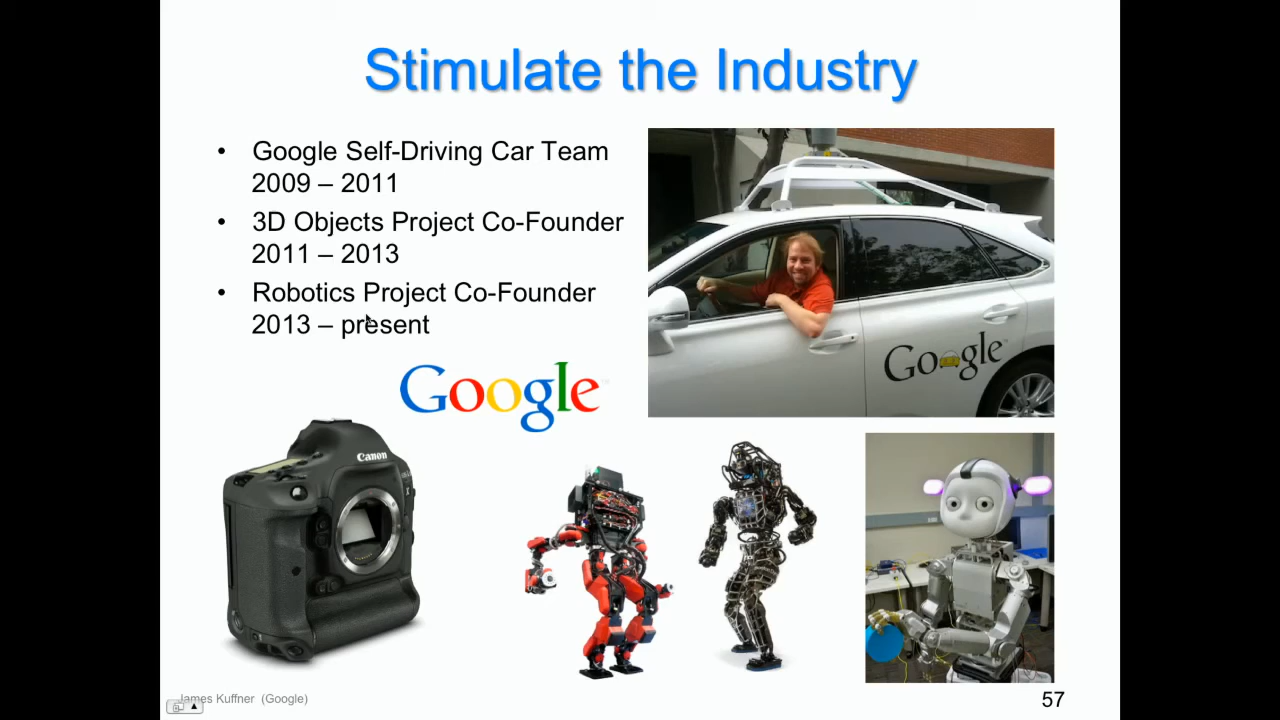 Stimulate the Industry
• Google Self-Driving Car Team
2009 – 2011
• 3D Objects Project Co-Founder
2011 – 2013
• Robotics Project Co-Founder
2013 – present
Google
Google
Canon
James Kuffner (Google)
57